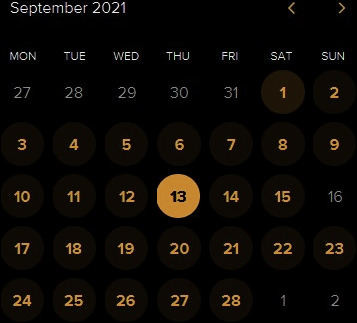 September 2021 < >
MON TUE WED THU FRI SAT SUN
27 28 29 30 31 1 2
3 4 5 6 7 8 9
10 11 12 13 14 15 16
17 18 19 20 21 22 23
24 25 26 27 28 1 2